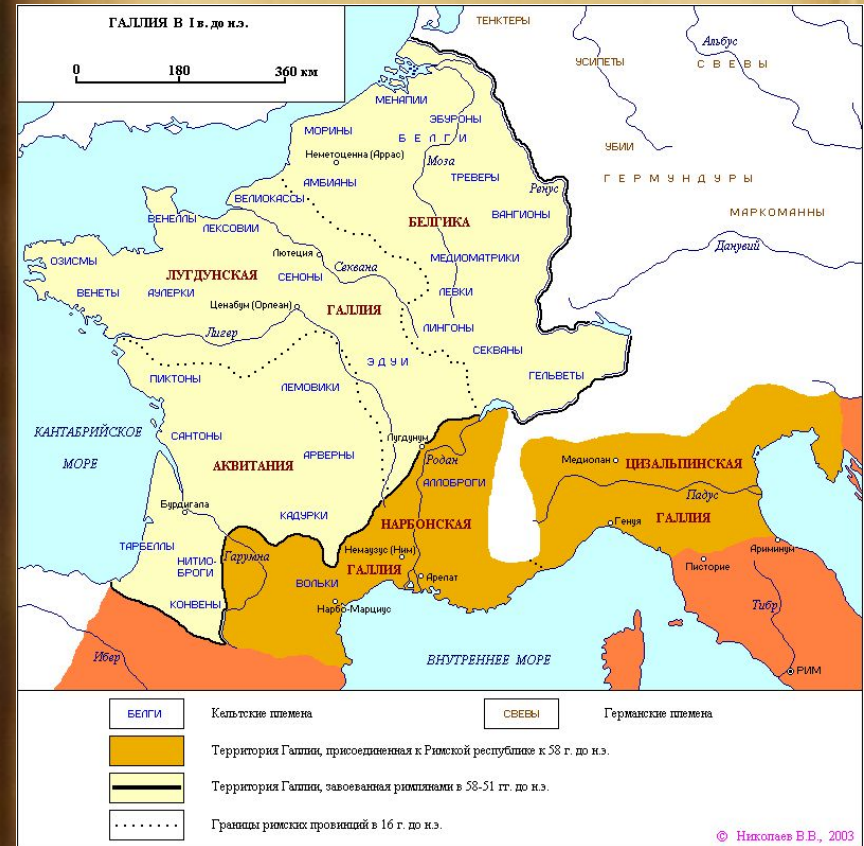 ГАЛЛИЯ В I в. до н.э.
0 180 360 км
ТЕНКТЕРЫ
Альбус
УСИПЕТЫ
СВЕВЫ
МЕНАПИИ
ЭБУРОНЫ
МОРИНЫ
БЕЛГИ
УБИИ
Неметоценна (Аррас)
Моза
ГЕРМУНДУРЫ
АМБИАНЫ
ТРЕВЕРЫ
Ренус
ВЕЛИОКАССЫ
МАРКОМАННЫ
ВЕНЕЛЛЫ
БЕЛГИКА
ВАНГИОНЫ
ЛЕКСОВИИ
Данувий
Лютеция
ОЗИСМЫ
МЕДИОМАТРИКИ
Секвана
ЛУГДУНСКАЯ
СЕНОНЫ
ВЕНЕТЫ
АУЛЕРКИ
ЛЕВКИ
Ценабум (Орлеан)
ГАЛЛИЯ
Лигер
ЛИНГОНЫ
СЕКВАНЫ
ЭДУИ
ГЕЛЬВЕТЫ
ПИКТОНЫ
ЛЕМОВИКИ
КАНТАБРИЙСКОЕ
МОРЕ
САНТОНЫ
Лугдунум
АРВЕРНЫ
Родан
Медиолан
ЦИЗАЛЬПИНСКАЯ
АКВИТАНИЯ
АЛЛОБРОГИ
Падус
Бурдигала
КАДУРКИ
НАРБОНСКАЯ
Генуя
ГАЛЛИЯ
ТАРБЕЛЛЫ
Гарумна
Немаузус (Ним)
Ариминум
НИТИО-
БРОГИ
ГАЛЛИЯ
Писторие
ВОЛЬКИ
Арелат
КОНВЕНЫ
Нарбо-Марциус
Тибр
Ибер
ВНУТРЕННЕЕ МОРЕ
РИМ
БЕЛГИ Кельтские племена
СВЕВЫ Германские племена
Территория Галлии, присоединенная к Римской республике к 58 г. до н.э.
Территория Галлии, завоеванная римлянами в 58-51 гг. до н.э.
Границы римских провинций в 16 г. до н.э.
© Николаев В.В., 2003